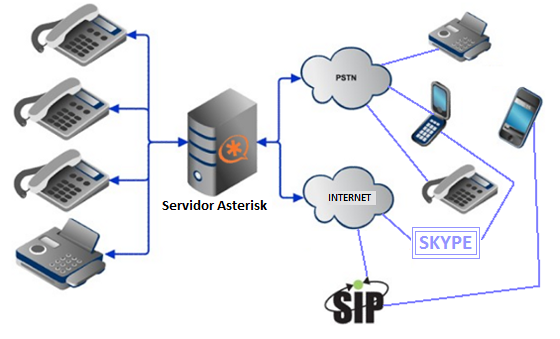 PSTN
Servidor Asterisk
INTERNET
SKYPE
SIP